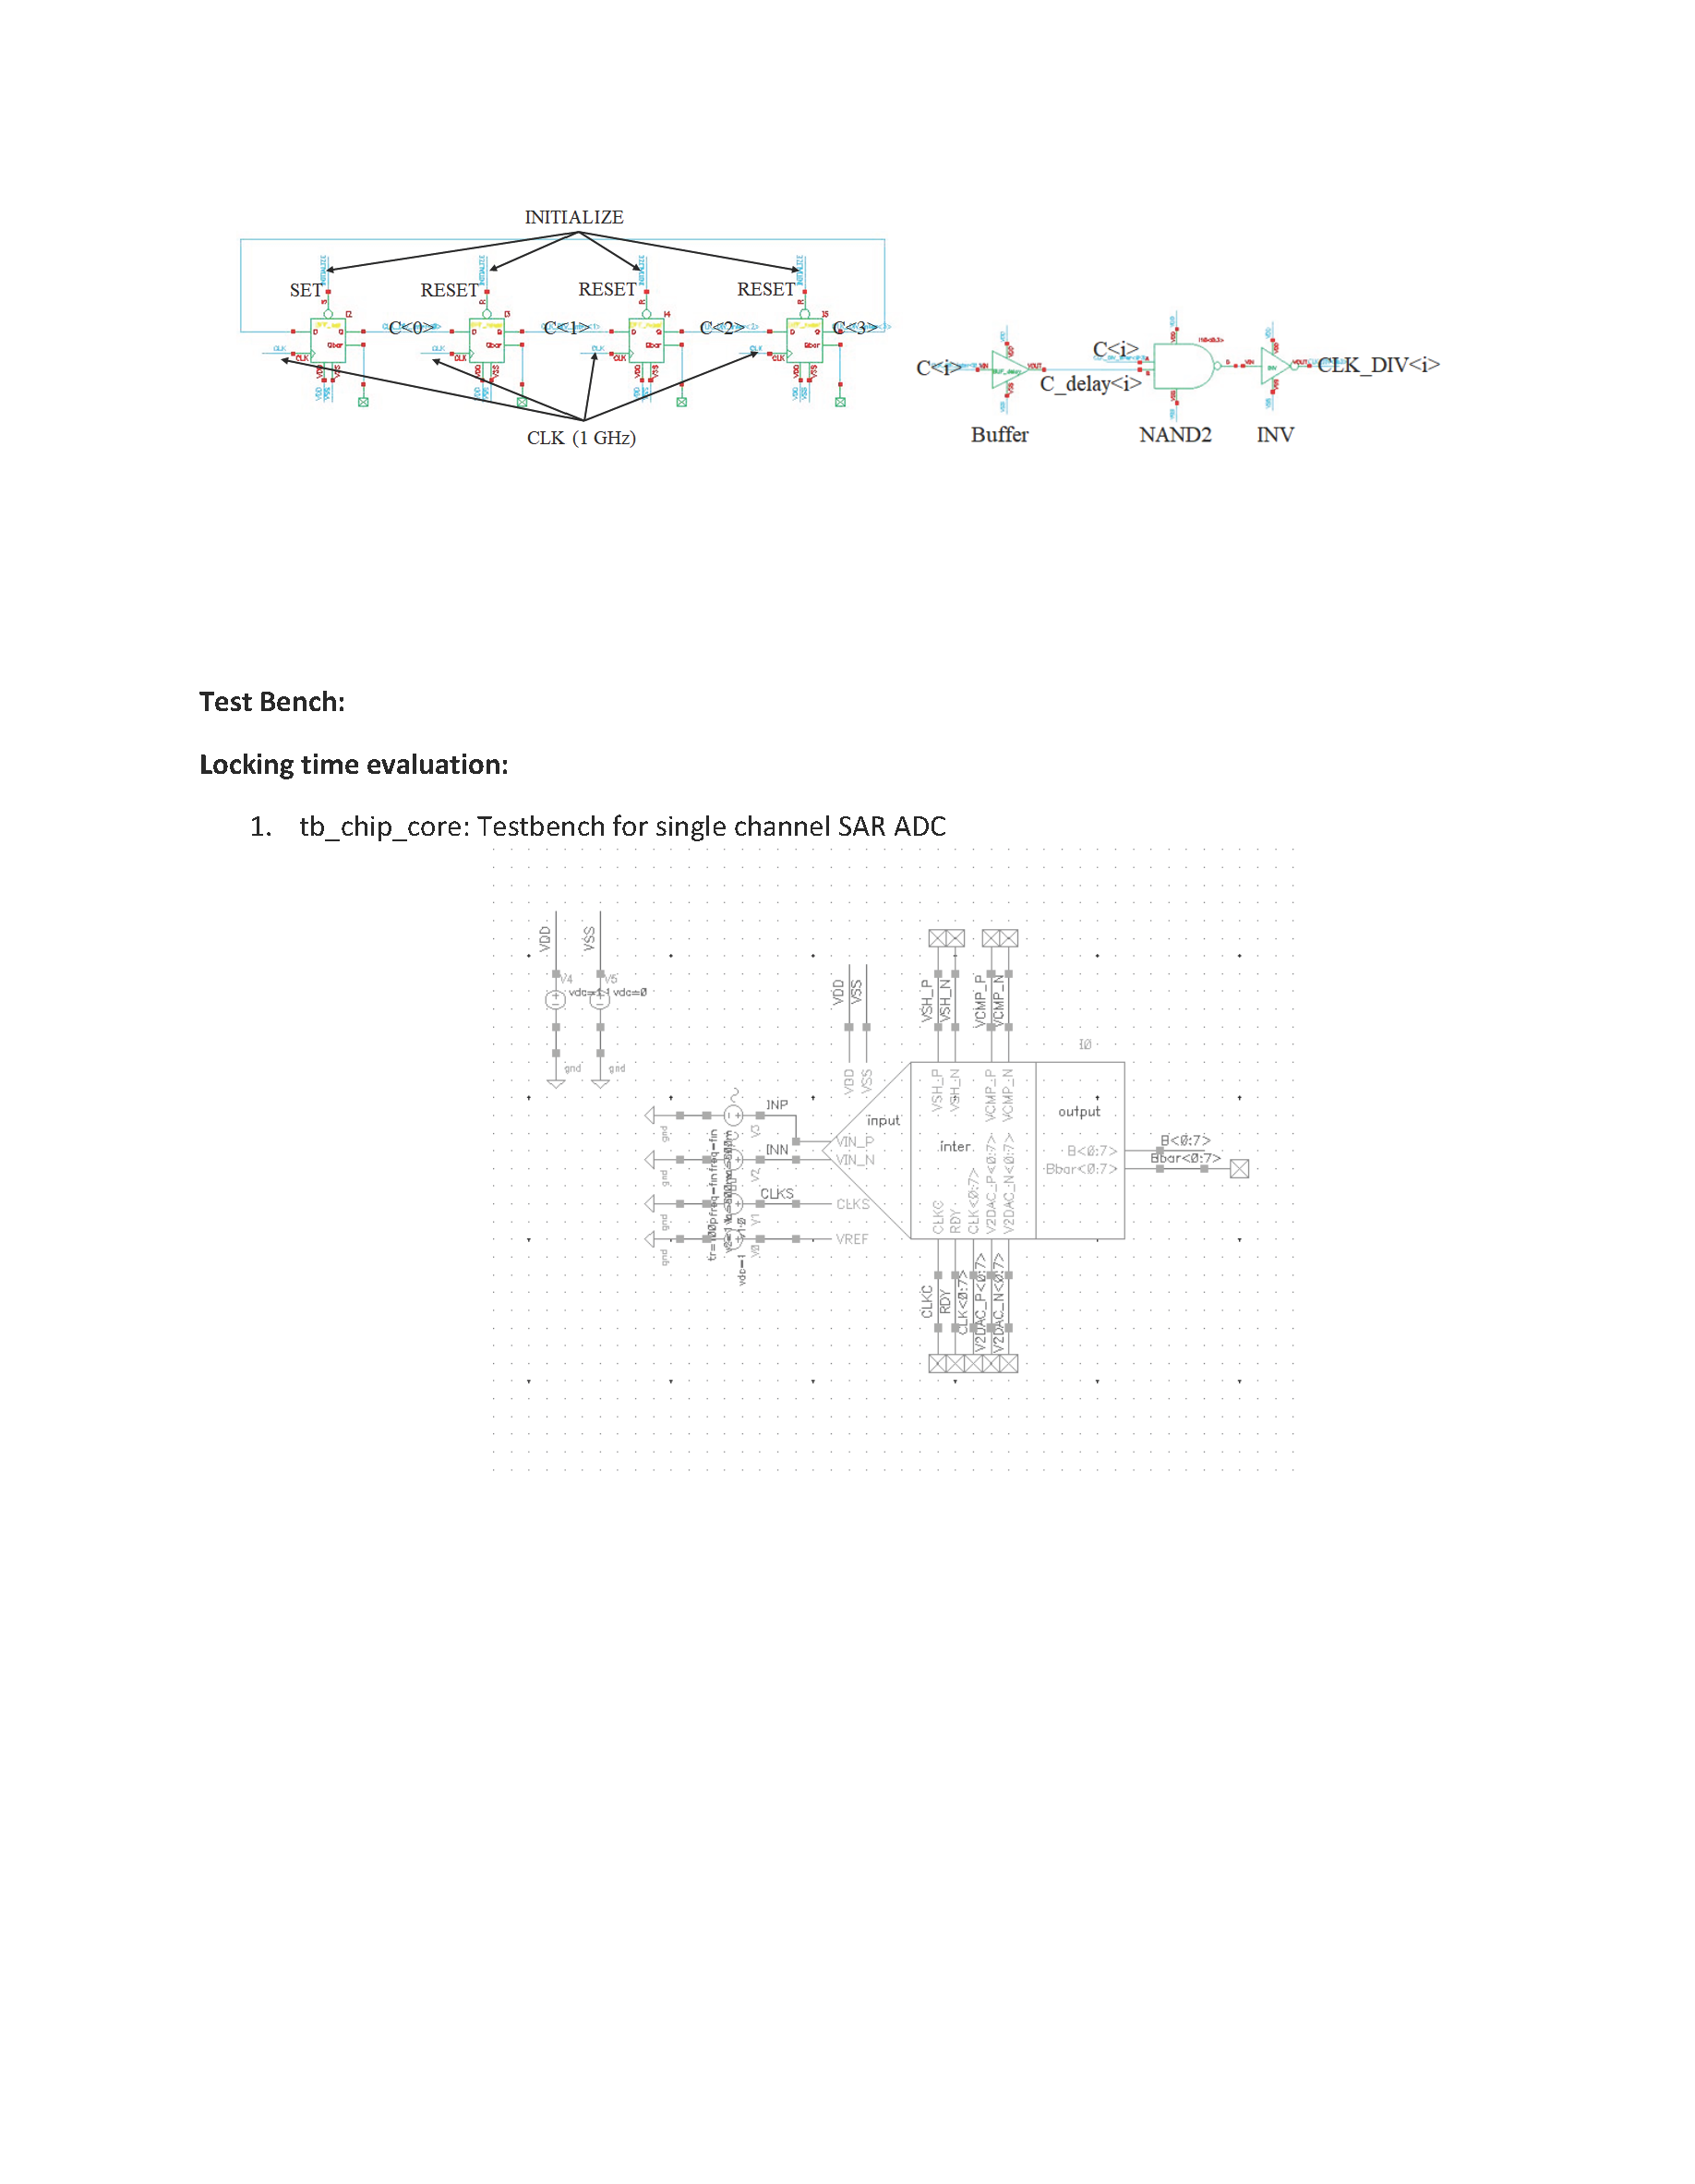 INITIALIZE
SET
RESET
RESET
RESET
C<0>
C<1>
C<2>
C<3>
CLK (1 GHz)
C<i>
C_delay<i>
C<i>
CLK_DIV<i>
Buffer
NAND2
INV
Test Bench:
Locking time evaluation:
1. tb_chip_core: Testbench for single channel SAR ADC
VDD
VSS
V4
V5
vdc=0
gnd
gnd
VDD
VSS
VDD
VSS
VSH_P
VSH_N
VCMP_P
VCMP_N
I0
VSH_P
VSH_N
VCMP_P
VCMP_N
input
inter
output
INP
INN
CLKS
VIN_P
VIN_N
CLKS
VREF
gnd
gnd
gnd
gnd
V3
V2
V1
V0
vdc=1
B<0:7>
Bbar<0:7>
B<0:7>
Bbar<0:7>
CLKC
RDY
CLK<0:7>
V2DAC_P<0:7>
V2DAC_N<0:7>
CLKC
RDY
CLK<0:7>
V2DAC_P<0:7>
V2DAC_N<0:7>